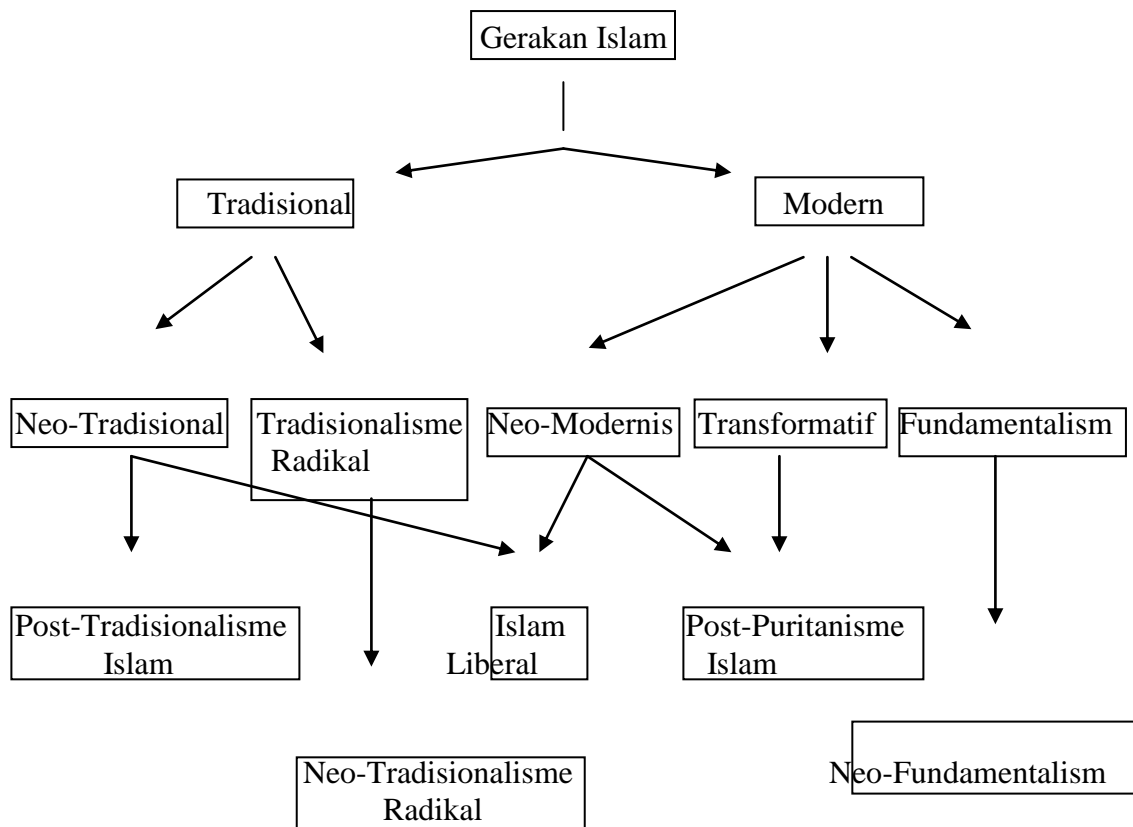 Gerakan Islam
Tradisional
Modern
Neo-Tradisional
Tradisionalisme
Radikal
Neo-Modernis
Transformatif
Fundamentalism
Post-Tradisionalisme
Islam
Islam
Liberal
Post-Puritanisme
Islam
Neo-Tradisionalisme
Radikal
Neo-Fundamentalism